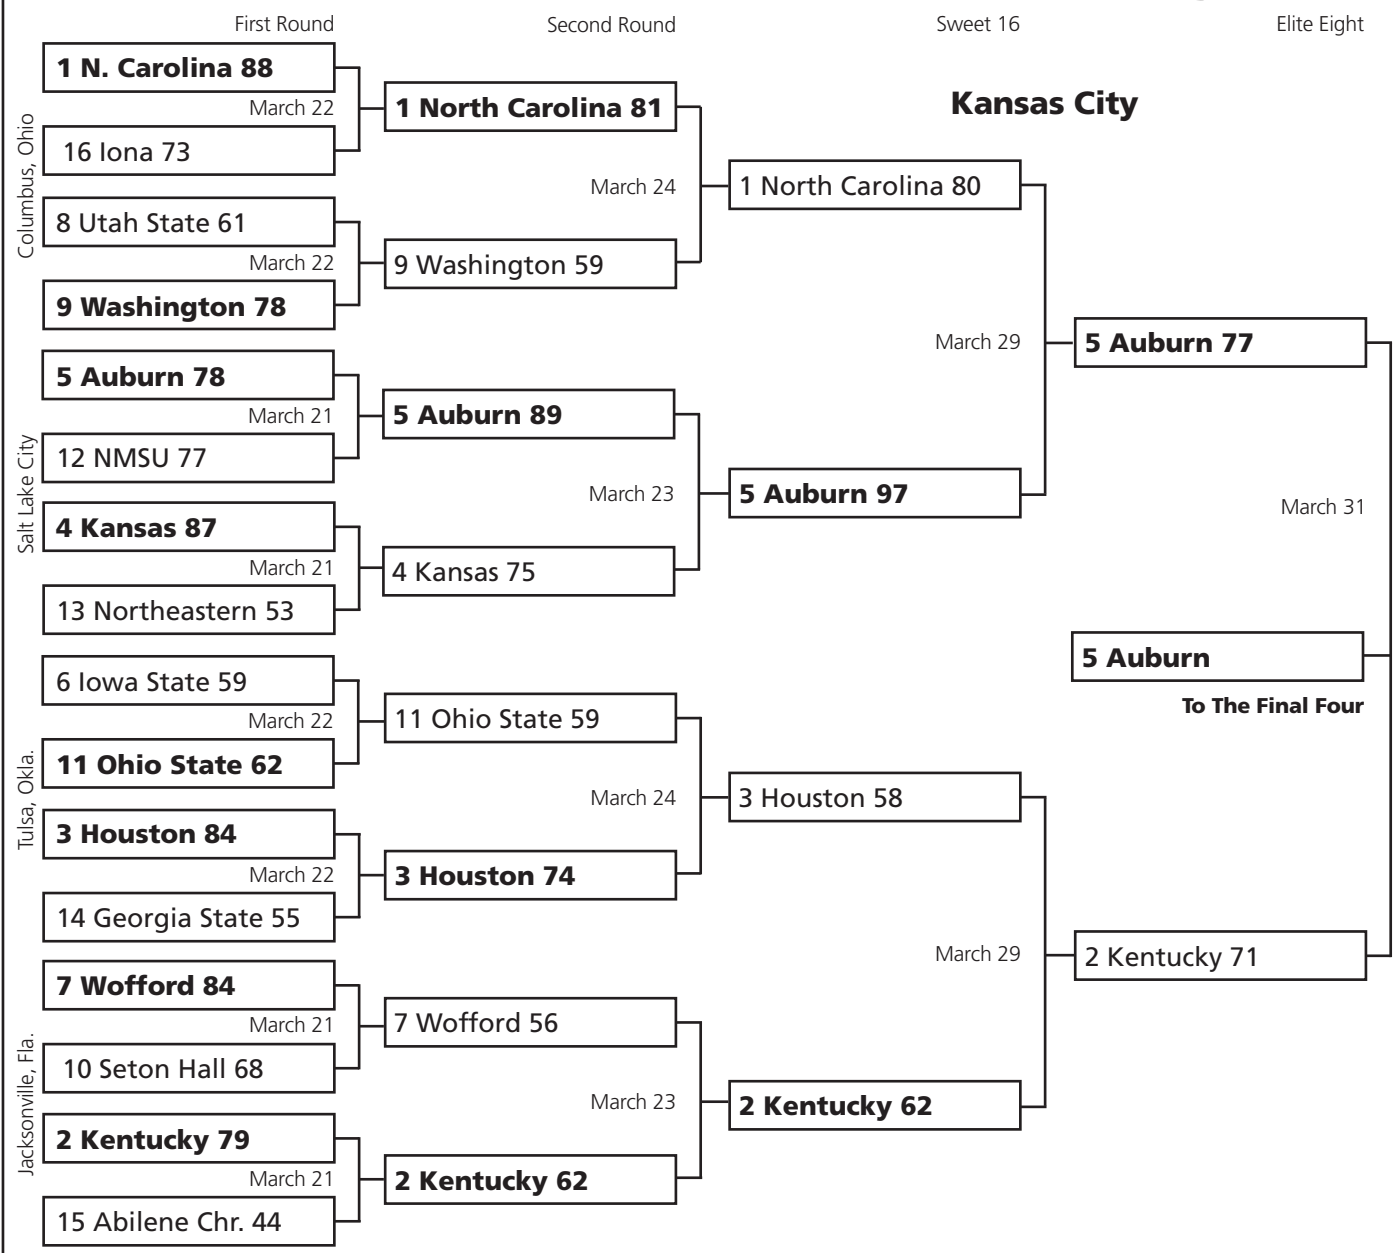 First Round
Second Round
Sweet 16
Elite Eight
Kansas City
Columbus, Ohio
1 N. Carolina 88
March 22
16 Iona 73
8 Utah State 61
March 22
9 Washington 78
Salt Lake City
5 Auburn 78
March 21
12 NMSU 77
4 Kansas 87
March 21
13 Northeastern 53
Tulsa, Okla.
6 Iowa State 59
March 22
11 Ohio State 62
3 Houston 84
March 22
14 Georgia State 55
Jacksonville, Fla.
7 Wofford 84
March 21
10 Seton Hall 68
2 Kentucky 79
March 21
15 Abilene Chr. 44
1 North Carolina 81
March 24
9 Washington 59
5 Auburn 89
March 23
4 Kansas 75
11 Ohio State 59
March 24
3 Houston 74
7 Wofford 56
March 23
2 Kentucky 62
1 North Carolina 80
March 29
5 Auburn 97
3 Houston 58
March 29
2 Kentucky 62
5 Auburn 77
March 31
5 Auburn
To The Final Four
2 Kentucky 71